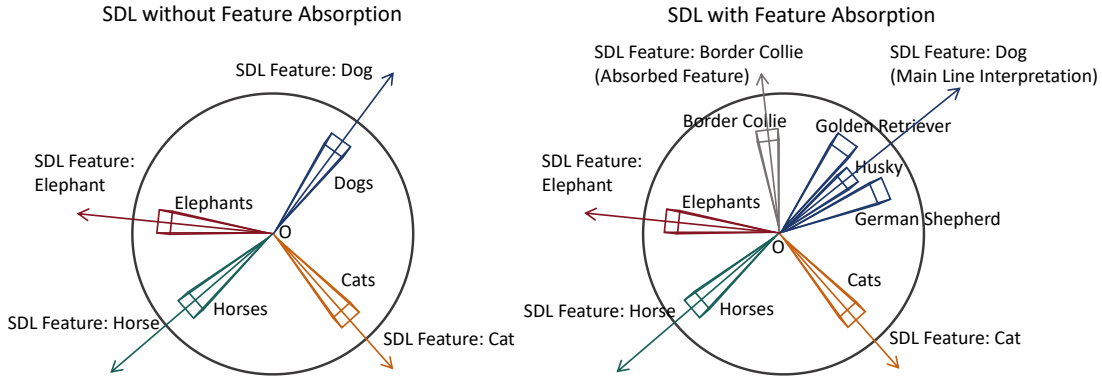 SDL without Feature Absorption
SDL Feature: Dog
SDL Feature:
Elephant
Elephants
Dogs
O
Cats
Horses
SDL Feature: Horse
SDL Feature: Cat
SDL with Feature Absorption
SDL Feature: Border Collie
(Absorbed Feature)
SDL Feature: Dog
(Main Line Interpretation)
Border Collie
Golden Retriever
SDL Feature:
Elephant
Husky
Elephants
German Shepherd
O
Cats
Horses
SDL Feature: Horse
SDL Feature: Cat